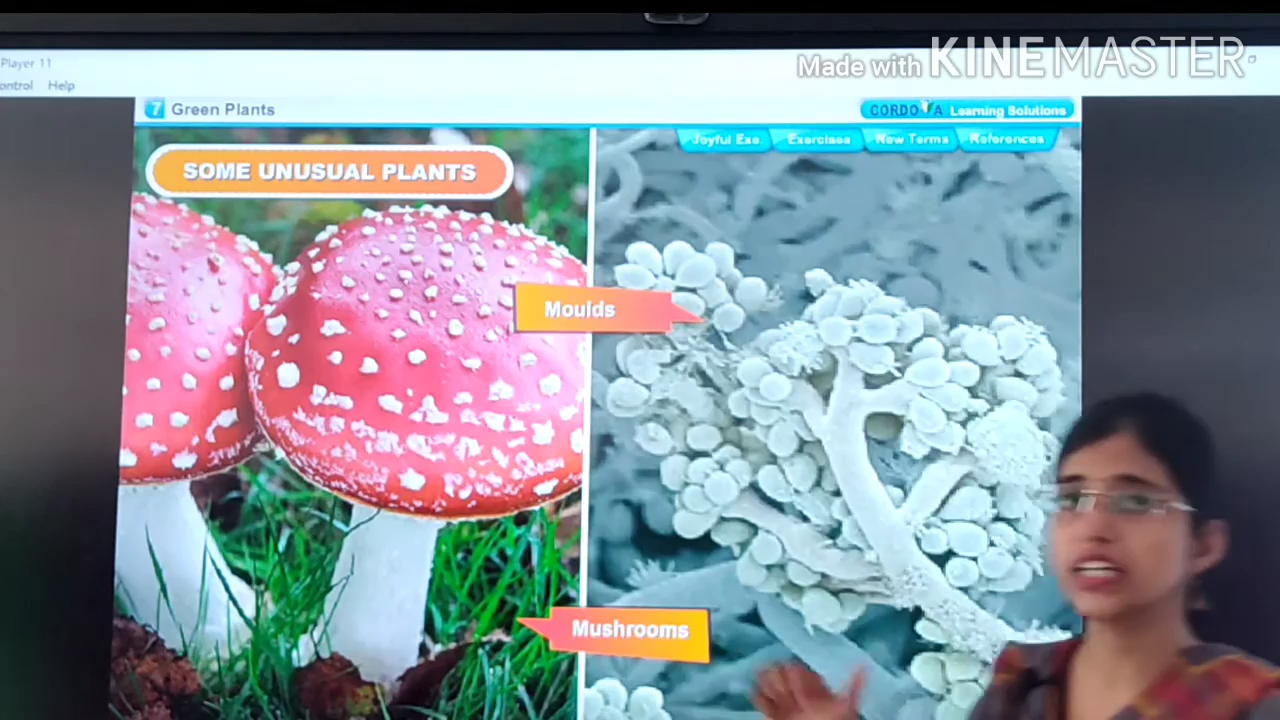 Player 11
Made with KINEMASTER
ontrol Help
7 Green Plants
CORDOVA Learning Solutions
Joyful Exe. Exercises New Terms References
SOME UNUSUAL PLANTS
Moulds
Mushrooms